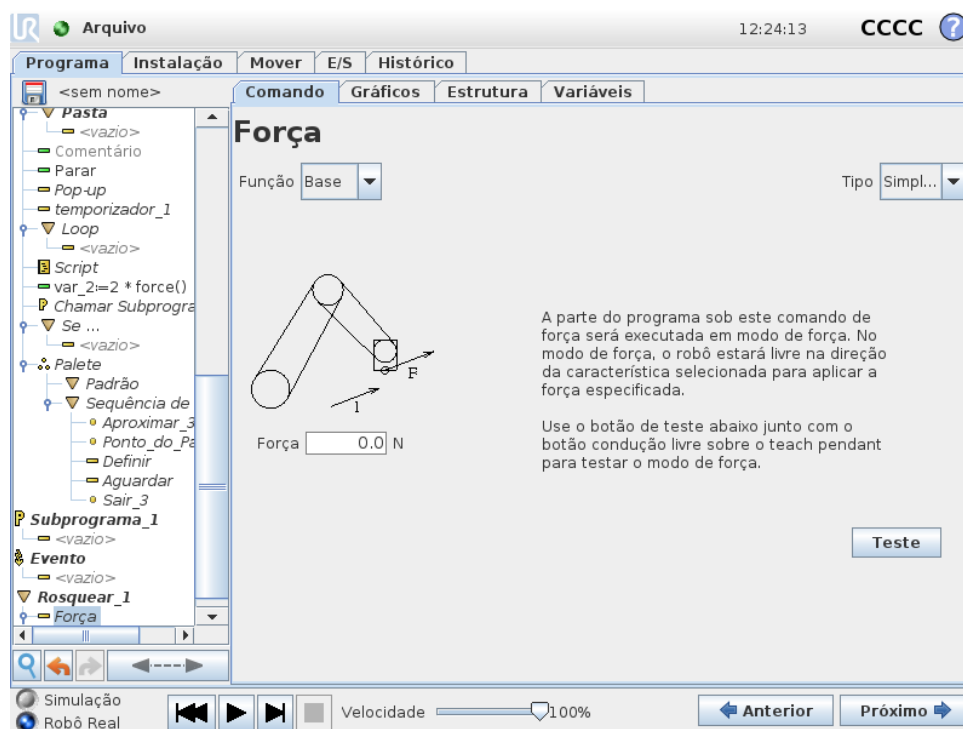 UR Arquivo 12:24:13 CCCC ?
Programa Instalação Mover E/S Histórico
<sem nome>
Comando Gráficos Estrutura Variáveis
Pasta
<vazio>
Comentário
Parar
Pop-up
temporizador_1
Loop
<vazio>
Script
var_2:=2 * force()
P Chamar Subprogra
Se ...
<vazio>
Palete
Padrão
Sequência de
Aproximar_3
Ponto_do_Pa
Definir
Aguardar
Sair_3
P Subprograma_1
<vazio>
Evento
<vazio>
Rosquear_1
Força
Força
Função Base
Tipo Simpl...
F
1
Força 0.0 N
A parte do programa sob este comando de
força será executada em modo de força. No
modo de força, o robô estará livre na direção
da característica selecionada para aplicar a
força especificada.
Use o botão de teste abaixo junto com o
botão condução livre sobre o teach pendant
para testar o modo de força.
Teste
Simulação
Robô Real
Velocidade 100%
Anterior Próximo